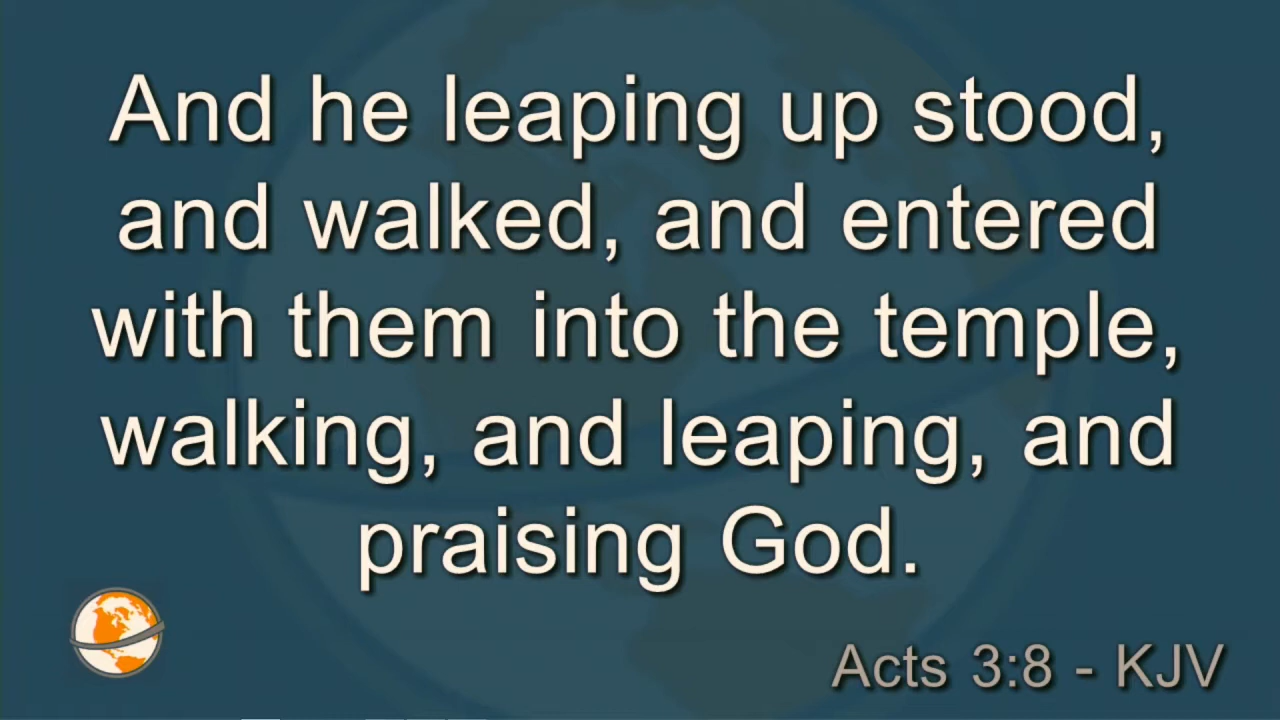 And he leaping up stood,
and walked, and entered
with them into the temple,
walking, and leaping, and
praising God.
Acts 3:8 - KJV